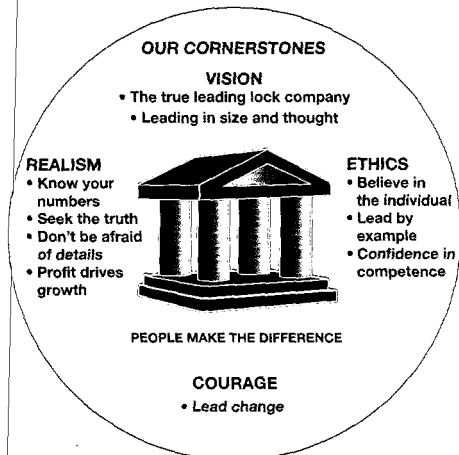 OUR CORNERSTONES
VISION
• The true leading lock company
• Leading in size and thought
REALISM
• Know your
numbers
• Seek the truth
• Don't be afraid
of details
• Profit drives
growth
ETHICS
• Believe in
the individual
• Lead by
example
• Confidence in
competence
PEOPLE MAKE THE DIFFERENCE
COURAGE
• Lead change